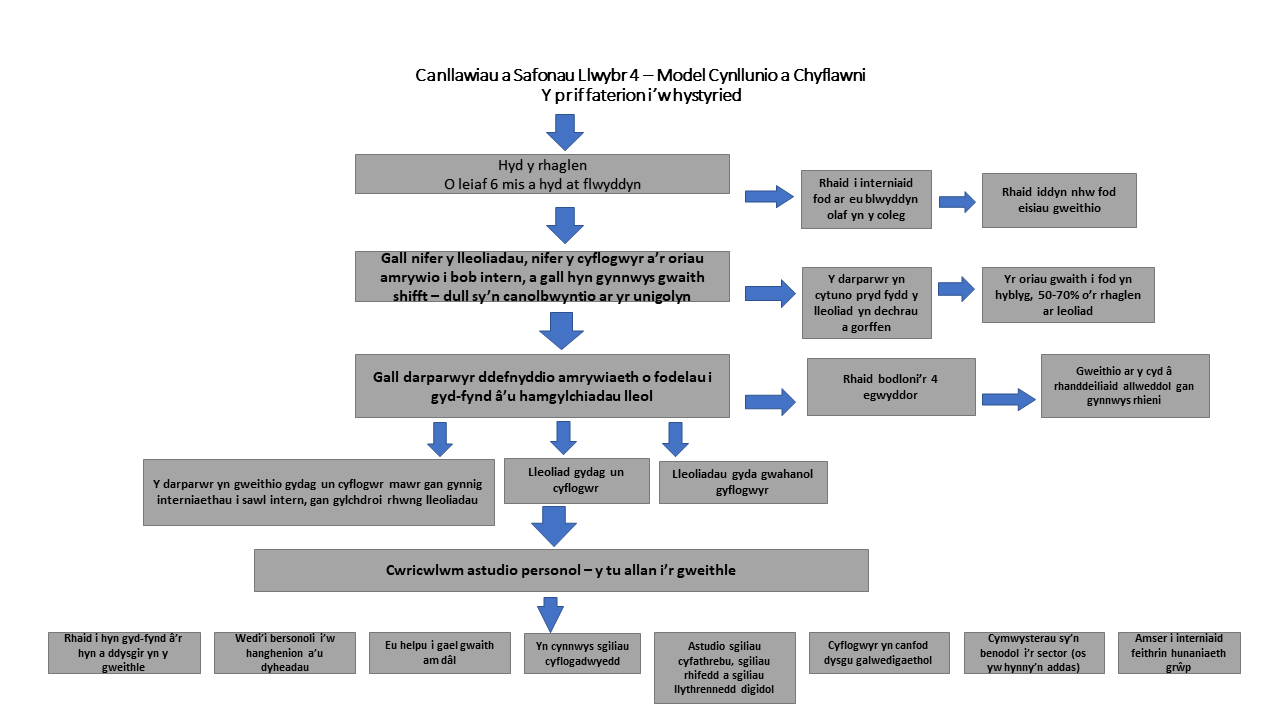 Canllawiau a Safonau Llwybr 4 – Model Cynllunio a Chyflawni
Y prif faterion i’w hystyried
Hyd y rhaglen
O leiaf 6 mis a hyd at flwyddyn
Rhaid i interniaid
fod ar eu blwyddyn
olaf yn y coleg
Rhaid iddyn nhw fod
eisiau gweithio
Gall nifer y lleoliadau, nifer y cyflogwyr a’r oriau
amrywio i bob intern, a gall hyn gynnwys gwaith
shifft – dull sy’n canolbwyntio ar yr unigolyn
Y darparwr yn
cytuno pryd fydd y
lleoliad yn dechrau
a gorffen
Yr oriau gwaith i fod yn
hyblyg, 50-70% o’r rhaglen
ar leoliad
Gall darparwyr ddefnyddio amrywiaeth o fodelau i
gyd-fynd â’u hamgylchiadau lleol
Rhaid bodloni’r 4
egwyddor
Gweithio ar y cyd â
rhanddeiliaid allweddol gan
gynnwys rhieni
Y darparwr yn gweithio gydag un cyflogwr mawr gan gynnig
interniaethau i sawl intern, gan gylchdroi rhwng lleoliadau
Lleoliad gydag un
cyflogwr
Lleoliadau gyda gwahanol
gyflogwyr
Cwricwlwm astudio personol – y tu allan i’r gweithle
Rhaid i hyn gyd-fynd â’r
hyn a ddysgir yn y
gweithle
Wedi’i bersonoli i’w
hanghenion a’u
dyheadau
Eu helpu i gael gwaith
am dâl
Yn cynnwys sgiliau
cyflogadwyedd
Astudio sgiliau
cyfathrebu, sgiliau
rhifedd a sgiliau
llythrennedd digidol
Cyflogwyr yn canfod
dysgu galwedigaethol
Cymwysterau sy’n
benodol i’r sector (os
yw hynny’n addas)
Amser i interniaid
feithrin hunaniaeth
grŵp